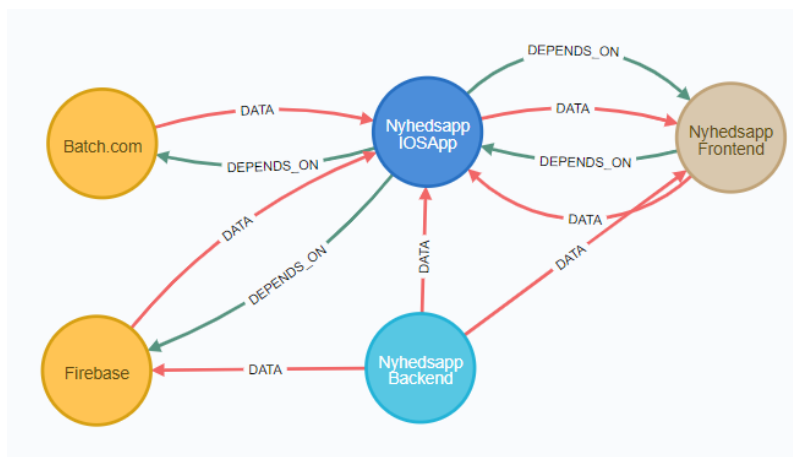 DEPENDS_ON
DATA
Nyhedsapp
IOSApp
Nyhedsapp
Frontend
DATA
Batch.com
DEPENDS_ON
DEPENDS_ON
DATA
DATA
DATA
DATA
DEPENDS_ON
Firebase
DATA
Nyhedsapp
Backend